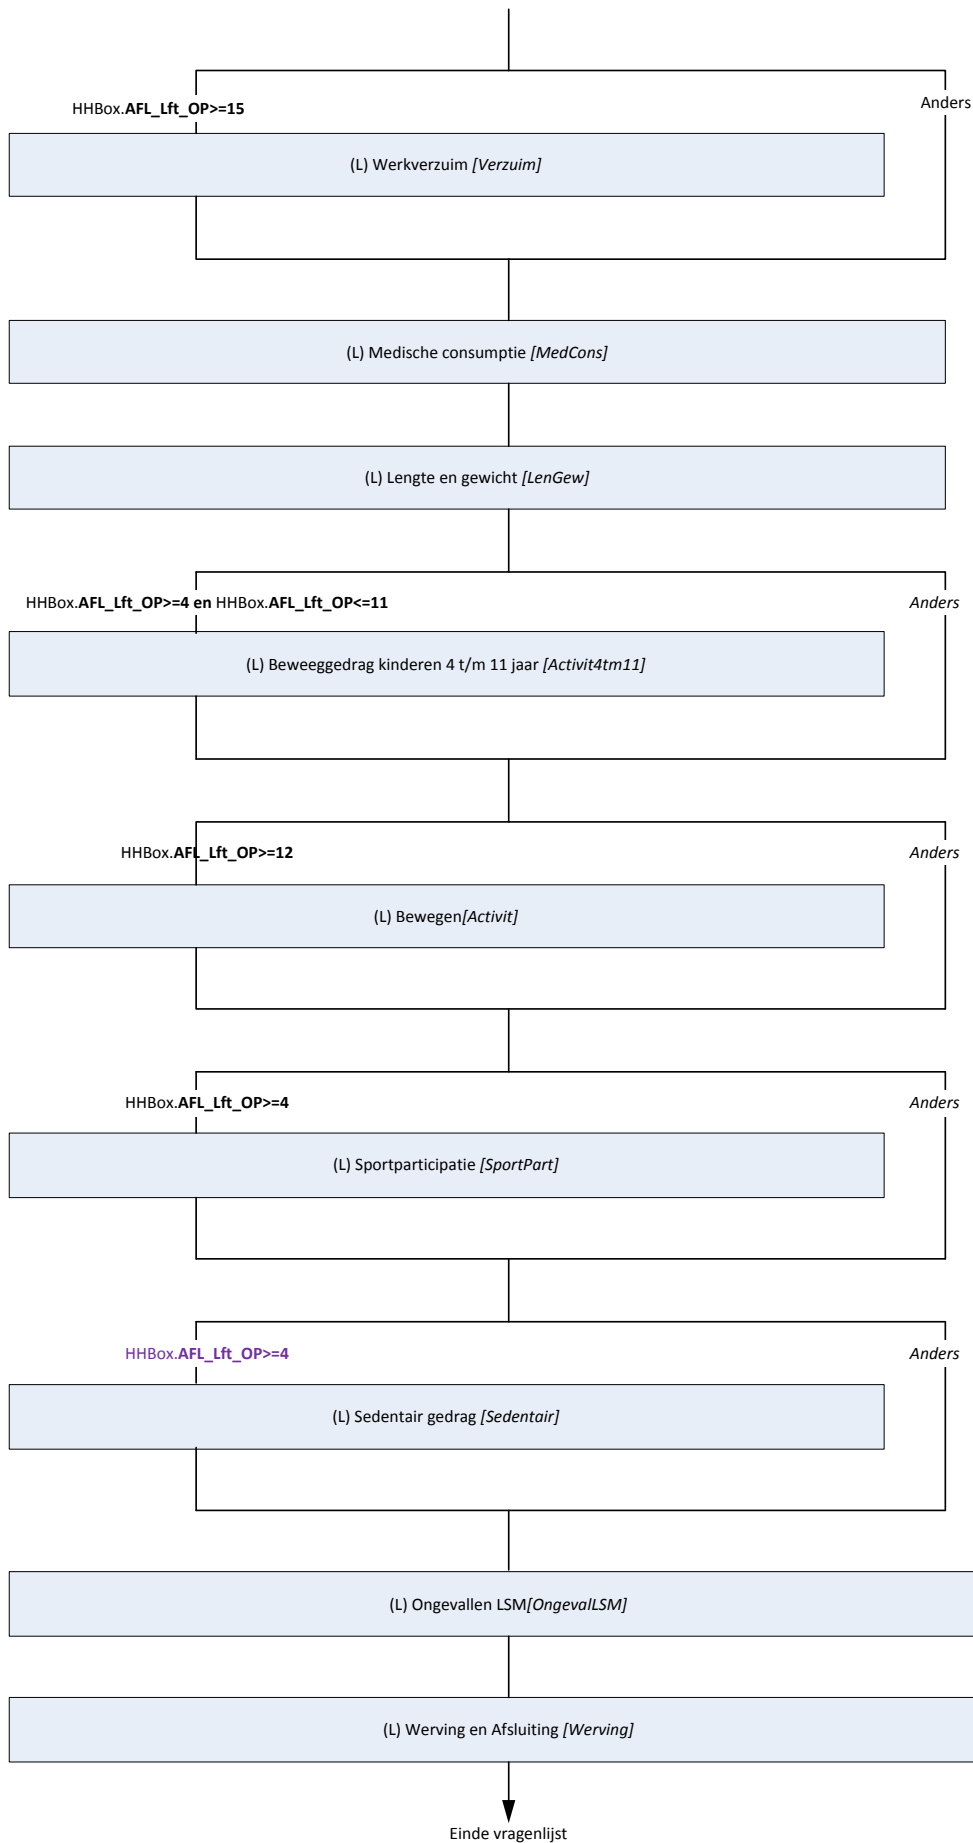 HHBox.AFL_Lft_OP>=15
Anders
(L) Werkverzuim [Verzuim]
(L) Medische consumptie [MedCons]
(L) Lengte en gewicht [LenGew]
HHBox.AFL_Lft_OP>=4 en HHBox.AFL_Lft_OP<=11
Anders
(L) Beweeggedrag kinderen 4 t/m 11 jaar [Activit4tm11]
HHBox.AFL_Lft_OP>=12
Anders
(L) Bewegen[Activit]
HHBox.AFL_Lft_OP>=4
Anders
(L) Sportparticipatie [SportPart]
HHBox.AFL_Lft_OP>=4
Anders
(L) Sedentair gedrag [Sedentair]
(L) Ongevallen LSM[OngevalLSM]
(L) Werving en Afsluiting [Werving]
Einde vragenlijst